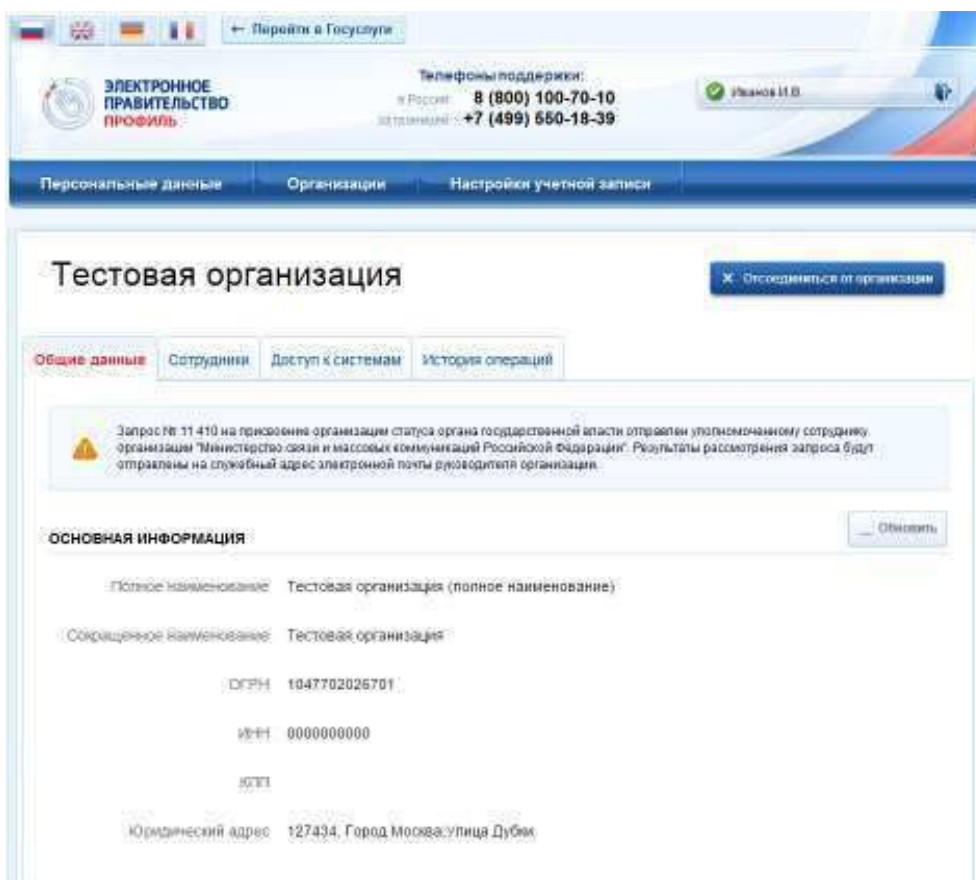 ← Перейти в Госуслуги
ЭЛЕКТРОННОЕ
ПРАВИТЕЛЬСТВО
ПРОФИЛЬ
Телефоны поддержки:
в России: 8 (800) 100-70-10
за границей: +7 (499) 550-18-39
Иванов И.В.
Персональные данные Организации Настройки учетной записи
Тестовая организация
× Отсоединиться от организации
Общие данные Сотрудники Доступ к системам История операций
Запрос № 11 410 на присвоение организации статуса органа государственной власти отправлен уполномоченному сотруднику
организации "Министерство связи и массовых коммуникаций Российской Федерации". Результаты рассмотрения запроса будут
отправлены на служебный адрес электронной почты руководителя организации.
ОСНОВНАЯ ИНФОРМАЦИЯ
Обновить
Полное наименование Тестовая организация (полное наименование)
Сокращенное наименование Тестовая организация
ОГРН 1047702026701
ИНН 0000000000
КПП
Юридический адрес 127434, Город Москва,Улица Дубки